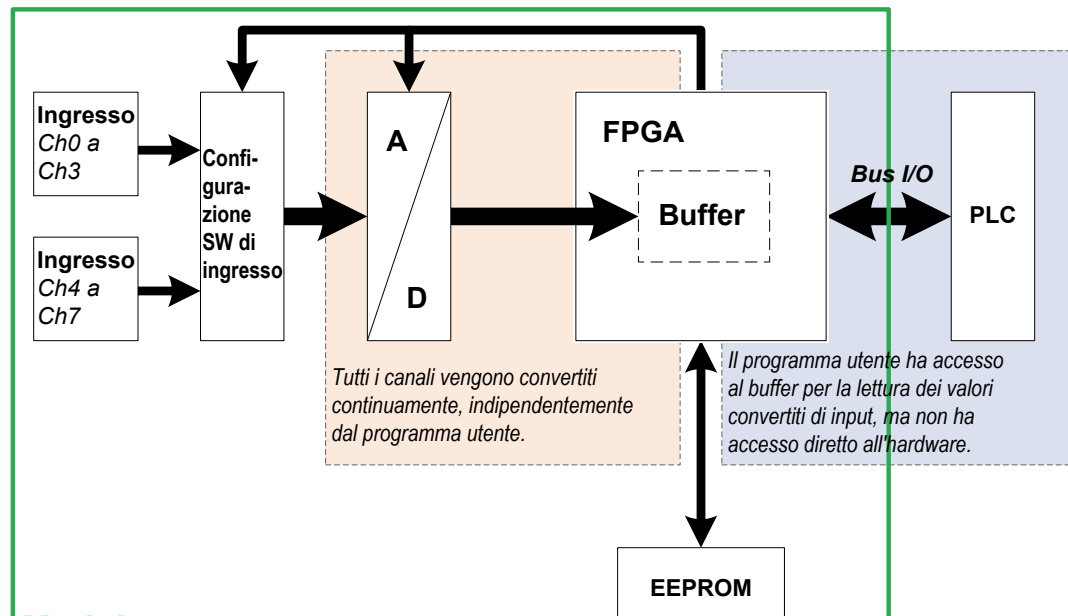 Ingresso
Ch0 a
Ch3
Ingresso
Ch4 a
Ch7
Confi-
gura-
zione
SW di
ingresso
A
D
FPGA
Buffer
Bus I/O
PLC
Tutti i canali vengono convertiti
continuamente, indipendentemente
dal programma utente.
Il programma utente ha accesso
al buffer per la lettura dei valori
convertiti di input, ma non ha
accesso diretto all'hardware.
EEPROM